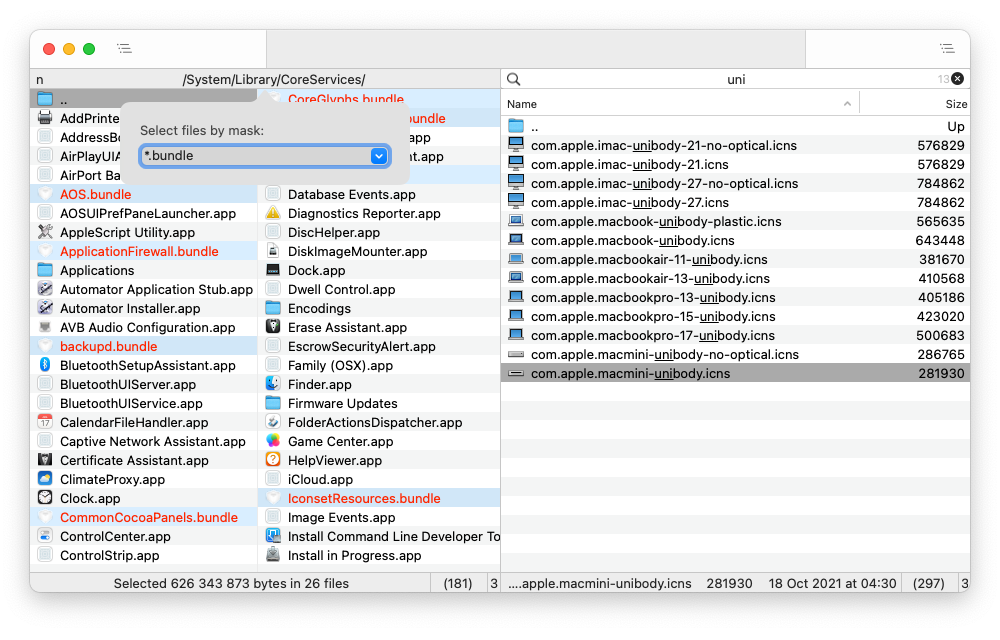 n
/System/Library/CoreServices/
..
AddPrinte
AddressBo
AirPlayUIA
AirPort Ba
AOS.bundle
AOSUIPrefPaneLauncher.app
AppleScript Utility.app
ApplicationFirewall.bundle
Applications
Automator Application Stub.app
Automator Installer.app
AVB Audio Configuration.app
backupd.bundle
BluetoothSetupAssistant.app
BluetoothUIServer.app
BluetoothUIService.app
CalendarFileHandler.app
Captive Network Assistant.app
Certificate Assistant.app
ClimateProxy.app
Clock.app
CommonCocoaPanels.bundle
ControlCenter.app
ControlStrip.app
CoreGlyphs.bundle
bundle
app
nt.app
Select files by mask:
*.bundle
Database Events.app
Diagnostics Reporter.app
DiscHelper.app
DiskImageMounter.app
Dock.app
Dwell Control.app
Encodings
Erase Assistant.app
EscrowSecurityAlert.app
Family (OSX).app
Finder.app
Firmware Updates
FolderActionsDispatcher.app
Game Center.app
HelpViewer.app
iCloud.app
IconsetResources.bundle
Image Events.app
Install Command Line Developer To
Install in Progress.app
Selected 626 343 873 bytes in 26 files (181) 3
uni 13
Name Size
.. Up
com.apple.imac-unibody-21-no-optical.icns 576829
com.apple.imac-unibody-21.icns 576829
com.apple.imac-unibody-27-no-optical.icns 784862
com.apple.imac-unibody-27.icns 784862
com.apple.macbook-unibody-plastic.icns 565635
com.apple.macbook-unibody.icns 643448
com.apple.macbookair-11-unibody.icns 381670
com.apple.macbookair-13-unibody.icns 410568
com.apple.macbookpro-13-unibody.icns 405186
com.apple.macbookpro-15-unibody.icns 423020
com.apple.macbookpro-17-unibody.icns 500683
com.apple.macmini-unibody-no-optical.icns 286765
com.apple.macmini-unibody.icns 281930
....apple.macmini-unibody.icns 281930 18 Oct 2021 at 04:30 (297) 3